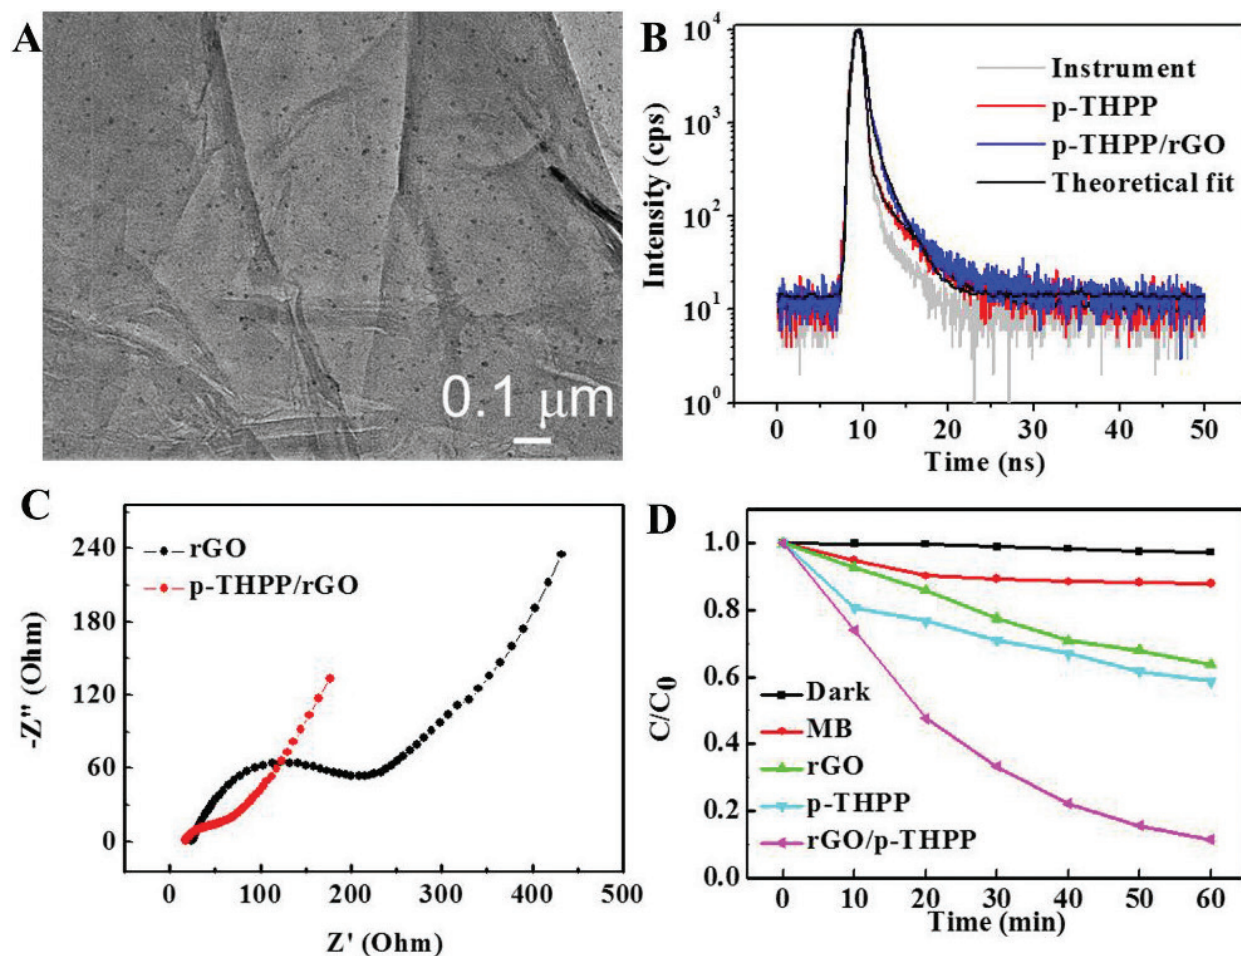 A
0.1 μm
B
Intensity (cps)
10⁴
10³
10²
10¹
10⁰
Instrument
p-THPP
p-THPP/rGO
Theoretical fit
0 10 20 30 40 50
Time (ns)
C
-Z" (Ohm)
240
180
120
60
0
rGO
p-THPP/rGO
0 100 200 300 400 500
Z' (Ohm)
D
C/C₀
1.0
0.8
0.6
0.4
0.2
0.0
Dark
MB
rGO
p-THPP
rGO/p-THPP
0 10 20 30 40 50 60
Time (min)